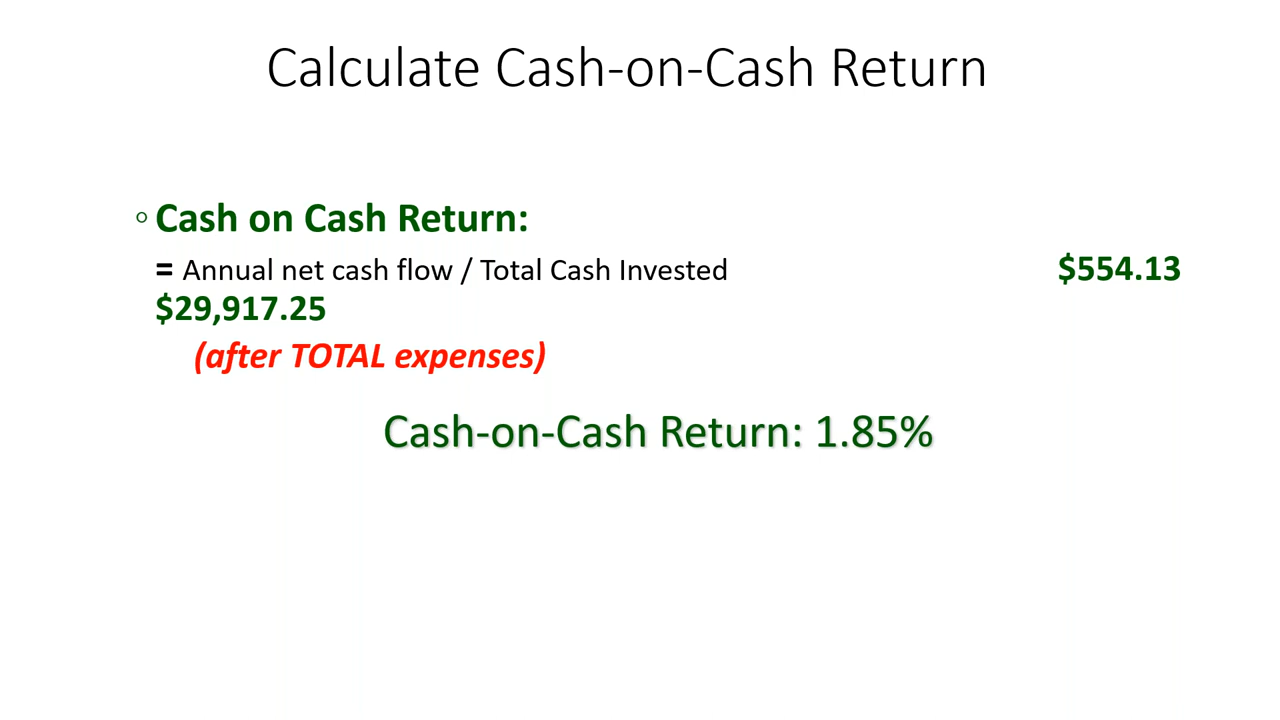 Calculate Cash-on-Cash Return
◦ Cash on Cash Return:
= Annual net cash flow / Total Cash Invested $554.13
$29,917.25
(after TOTAL expenses)
Cash-on-Cash Return: 1.85%